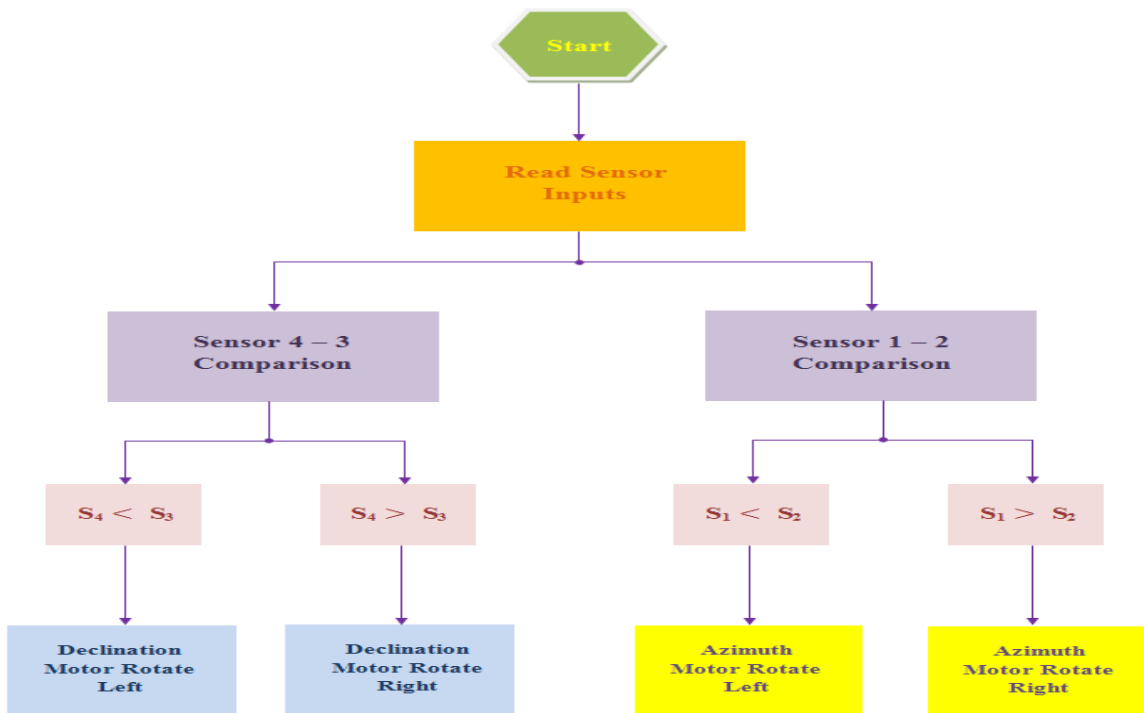 Start
Read Sensor
Inputs
Sensor 4 – 3
Comparison
Sensor 1 – 2
Comparison
S₄ < S₃
S₄ > S₃
S₁ < S₂
S₁ > S₂
Declination
Motor Rotate
Left
Declination
Motor Rotate
Right
Azimuth
Motor Rotate
Left
Azimuth
Motor Rotate
Right